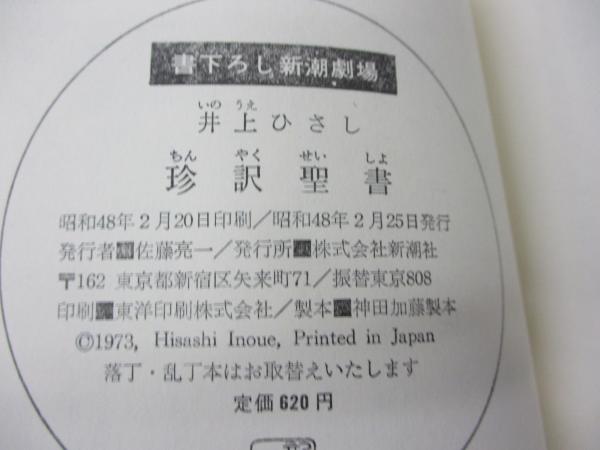 書下ろし新潮劇場
いの うえ
井上ひさし
ちん やく せい しょ
珍訳聖書
昭和48年2月20日印刷/昭和48年2月25日発行
発行者 佐藤亮一/発行所 株式会社新潮社
〒162 東京都新宿区矢来町71/振替東京808
印刷 東洋印刷株式会社/製本 神田加藤製本
©1973, Hisashi Inoue, Printed in Japan
落丁・乱丁本はお取替えいたします
定価620円